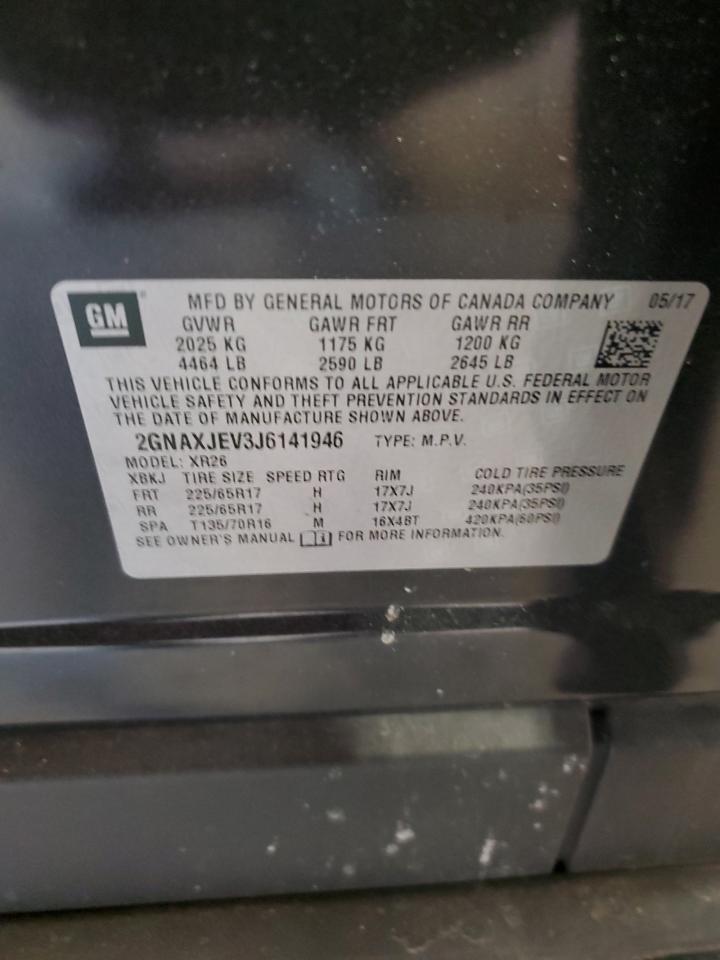 GM MFD BY GENERAL MOTORS OF CANADA COMPANY 05/17
GVWR GAWR FRT GAWR RR
2025 KG 1175 KG 1200 KG
4464 LB 2590 LB 2645 LB
THIS VEHICLE CONFORMS TO ALL APPLICABLE U.S. FEDERAL MOTOR
VEHICLE SAFETY AND THEFT PREVENTION STANDARDS IN EFFECT ON
THE DATE OF MANUFACTURE SHOWN ABOVE.
2GNAXJEV3J6141946 TYPE: M.P.V.
MODEL: XR26
XBKJ TIRE SIZE SPEED RTG RIM COLD TIRE PRESSURE
FRT 225/65R17 H 17X7J 240KPA(35PSI)
RR 225/65R17 H 17X7J 240KPA(35PSI)
SPA T135/70R16 M 16X4BT 420KPA(60PSI)
SEE OWNER'S MANUAL FOR MORE INFORMATION.